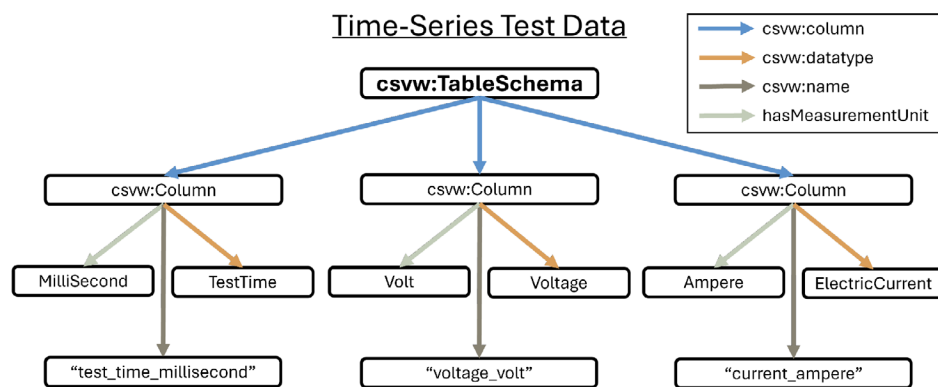 Time-Series Test Data
csvw:column
csvw:datatype
csvw:name
hasMeasurementUnit
csvw:TableSchema
csvw:Column
csvw:Column
csvw:Column
MilliSecond
TestTime
Volt
Voltage
Ampere
ElectricCurrent
“test_time_millisecond”
“voltage_volt”
“current_ampere”